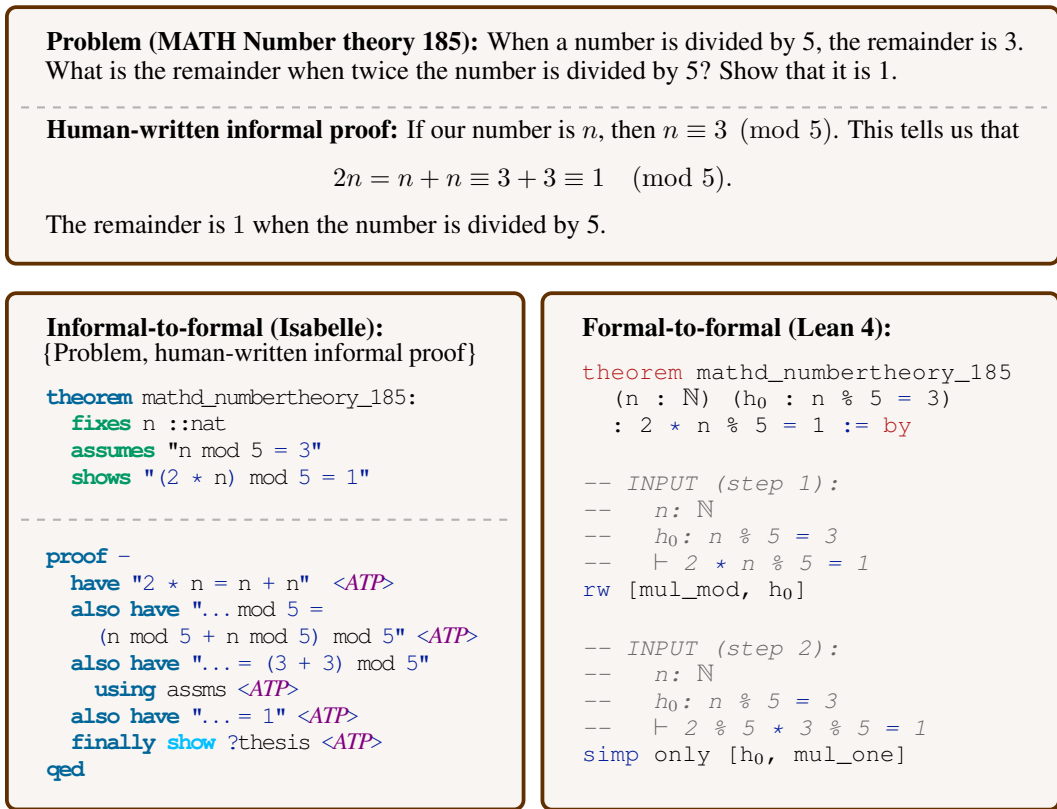 Problem (MATH Number theory 185): When a number is divided by 5, the remainder is 3.
What is the remainder when twice the number is divided by 5? Show that it is 1.
Human-written informal proof: If our number is n, then n ≡ 3 (mod 5). This tells us that
2n = n + n ≡ 3 + 3 ≡ 1 (mod 5).
The remainder is 1 when the number is divided by 5.
Informal-to-formal (Isabelle):
{Problem, human-written informal proof}
theorem mathd_numbertheory_185:
fixes n ::nat
assumes "n mod 5 = 3"
shows "(2 * n) mod 5 = 1"
proof -
have "2 * n = n + n" <ATP>
also have "... mod 5 =
(n mod 5 + n mod 5) mod 5" <ATP>
also have "... = (3 + 3) mod 5"
using assms <ATP>
also have "... = 1" <ATP>
finally show ?thesis <ATP>
qed
Formal-to-formal (Lean 4):
theorem mathd_numbertheory_185
(n : ℕ) (h₀ : n % 5 = 3)
: 2 * n % 5 = 1 := by
-- INPUT (step 1):
-- n: ℕ
-- h₀: n % 5 = 3
-- ⊢ 2 * n % 5 = 1
rw [mul_mod, h₀]
-- INPUT (step 2):
-- n: ℕ
-- h₀: n % 5 = 3
-- ⊢ 2 % 5 * 3 % 5 = 1
simp only [h₀, mul_one]